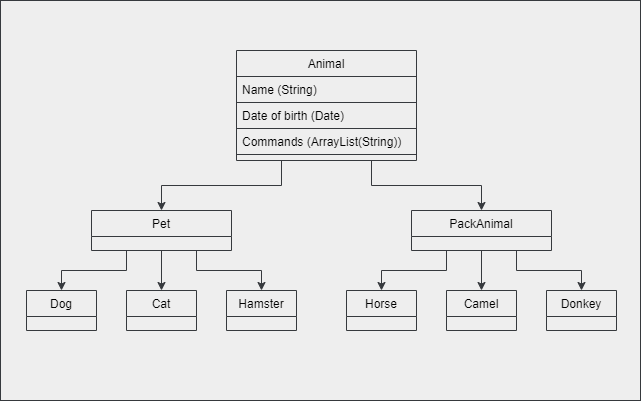 Animal
Name (String)
Date of birth (Date)
Commands (ArrayList(String))
Pet
PackAnimal
Dog
Cat
Hamster
Horse
Camel
Donkey